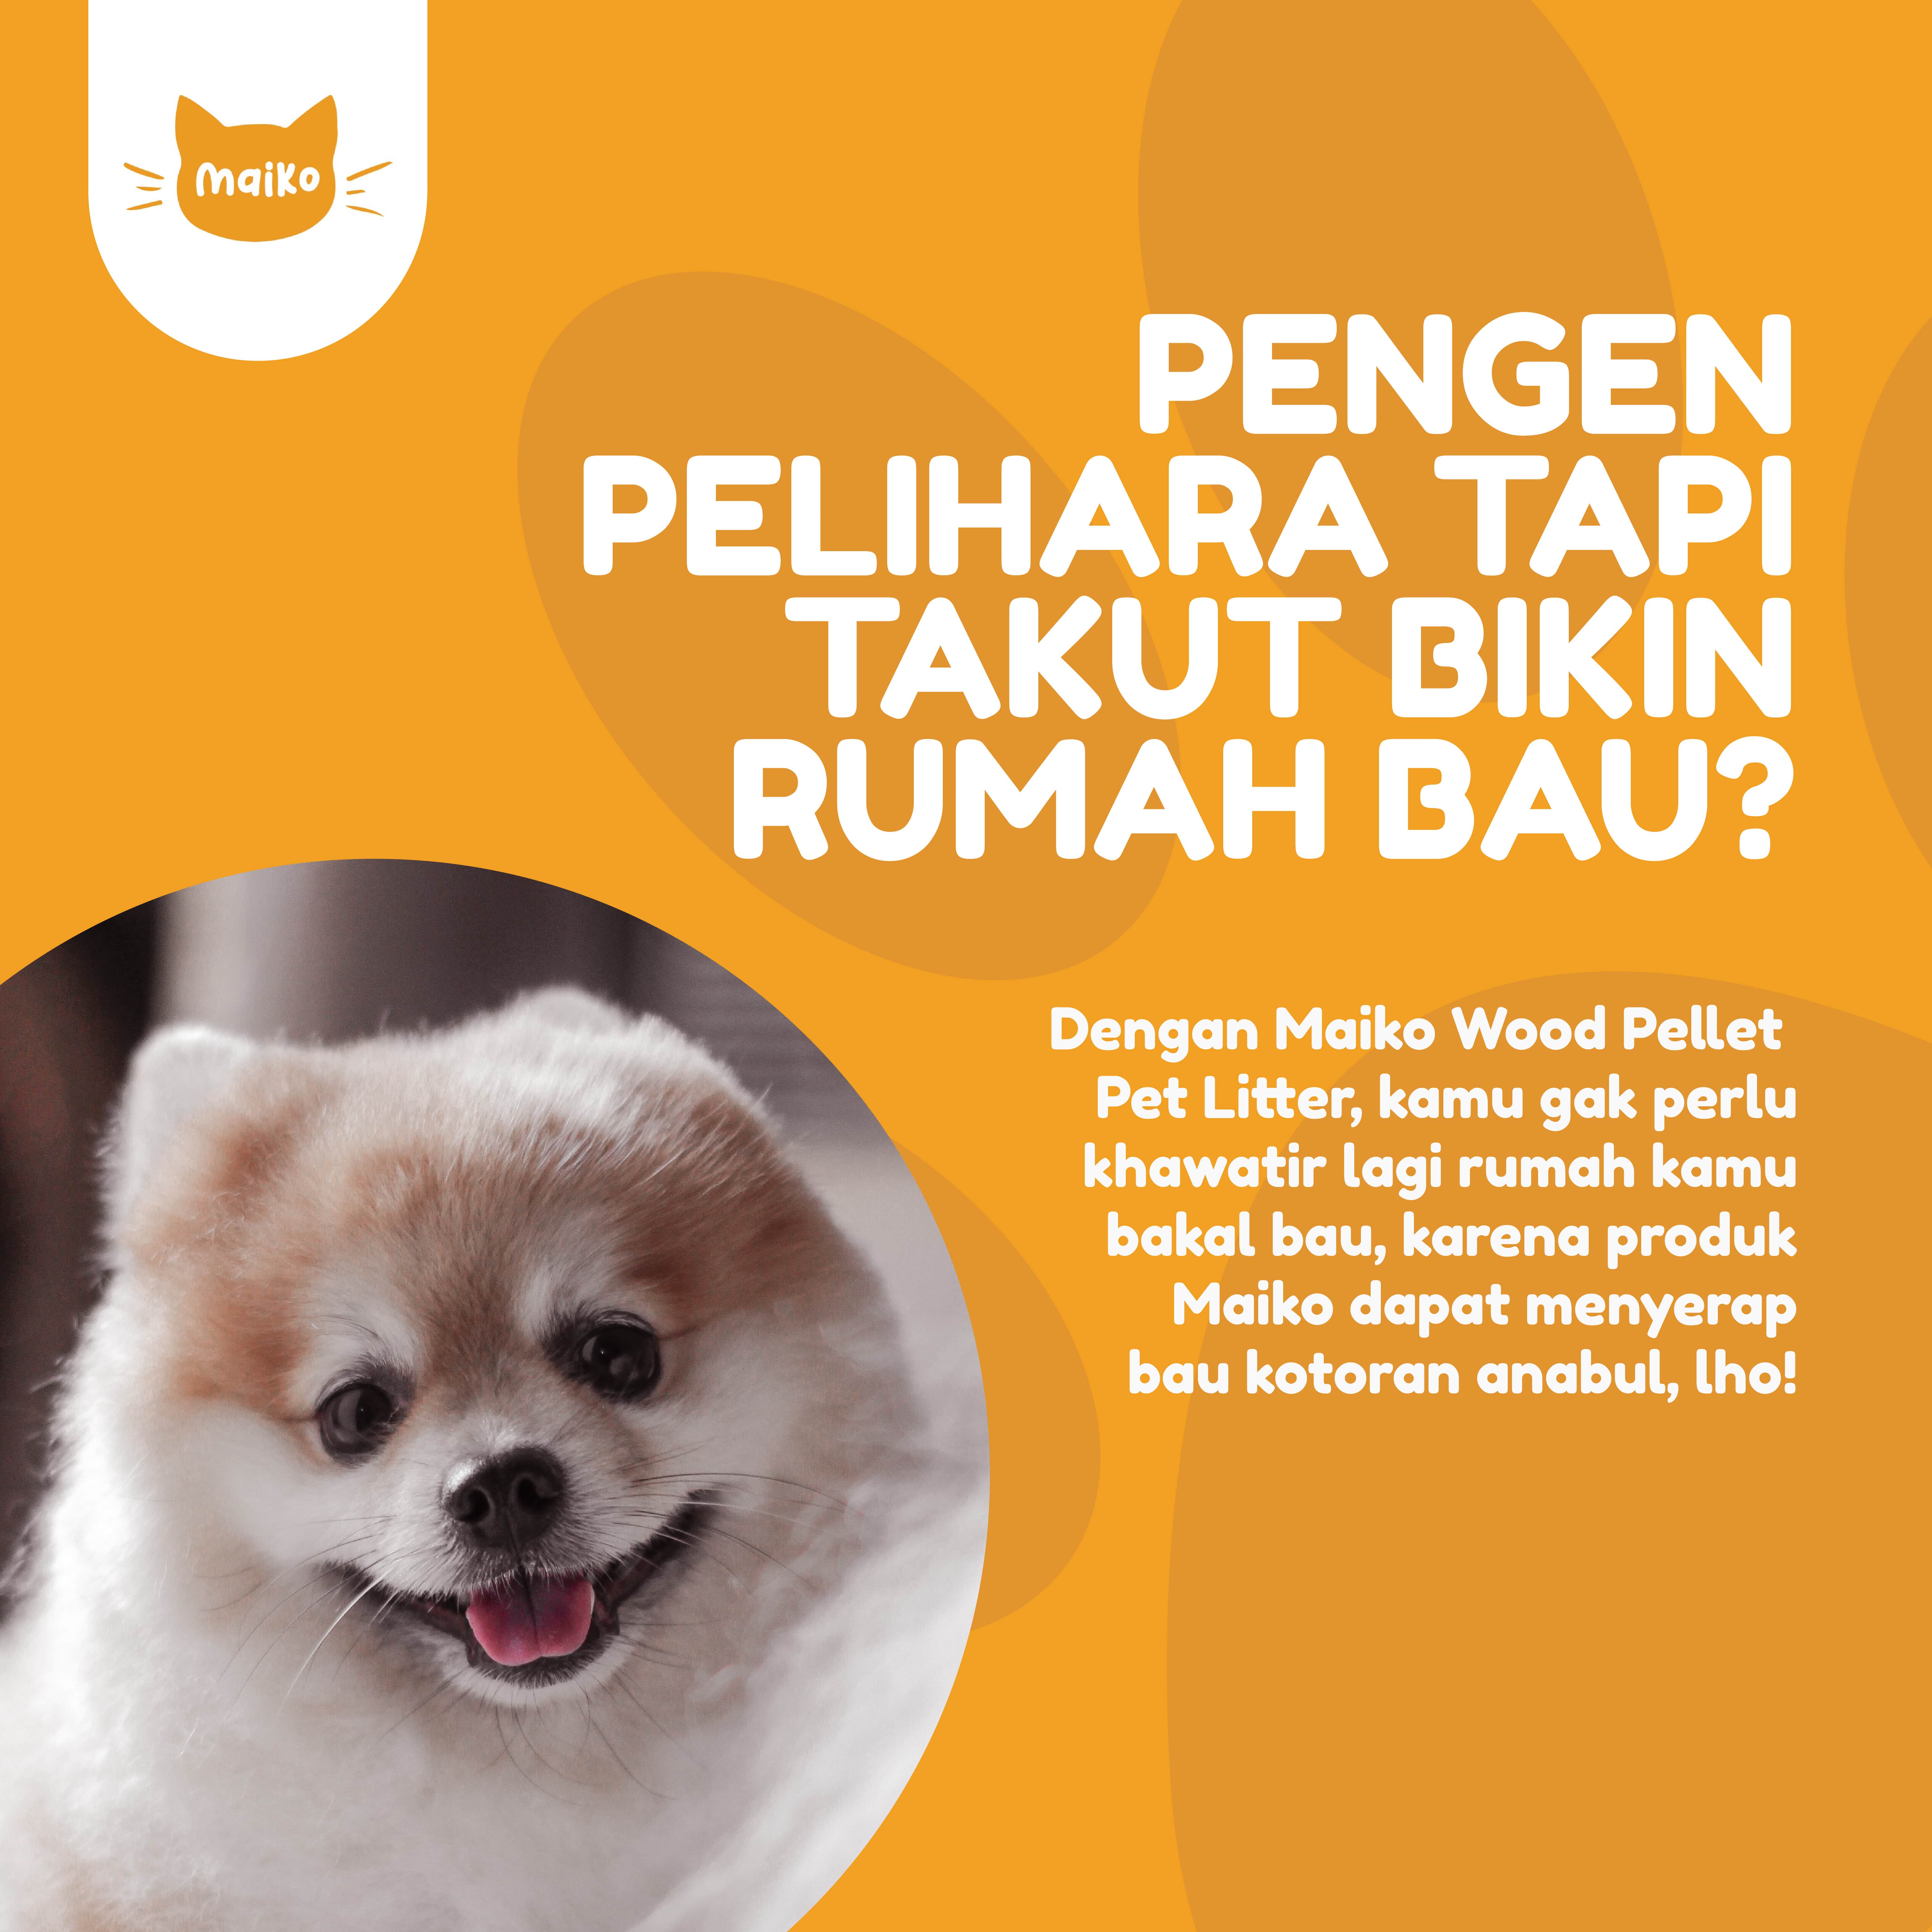 maiko
PENGEN
PELIHARA TAPI
TAKUT BIKIN
RUMAH BAU?
Dengan Maiko Wood Pellet
Pet Litter, kamu gak perlu
khawatir lagi rumah kamu
bakal bau, karena produk
Maiko dapat menyerap
bau kotoran anabul, lho!